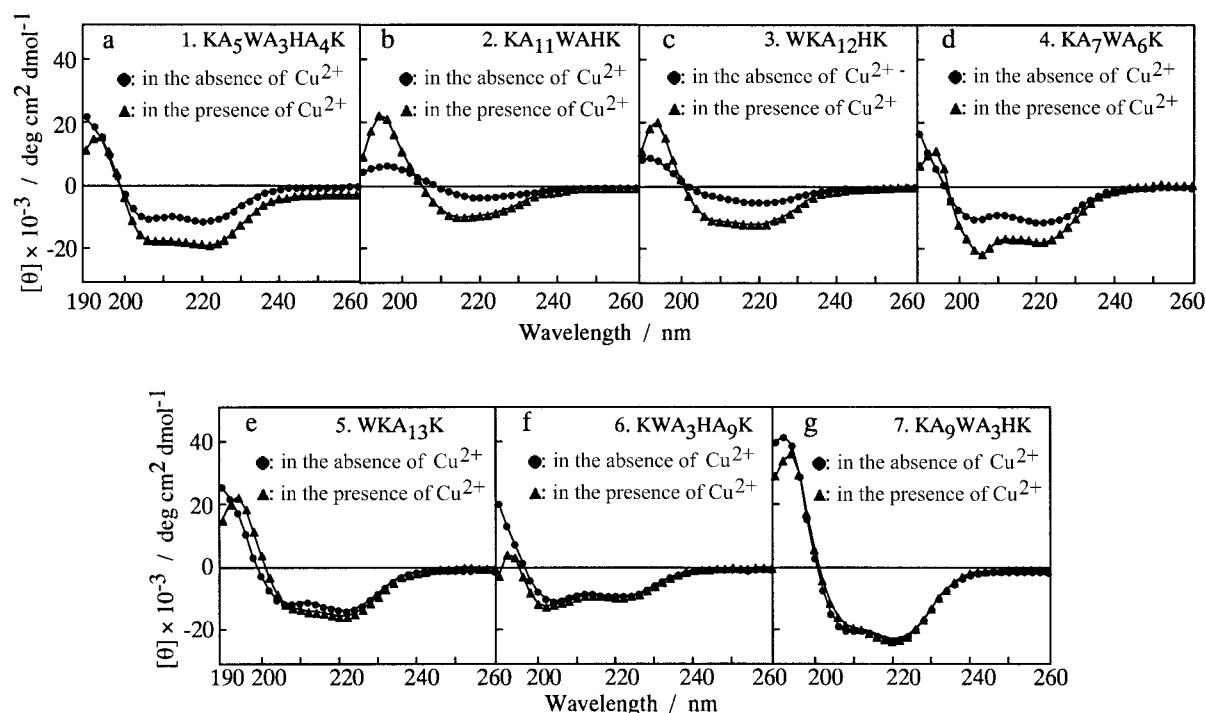 a 1. KA₅WA₃HA₄K
●: in the absence of Cu²⁺
▲: in the presence of Cu²⁺
b 2. KA₁₁WAHK
●: in the absence of Cu²⁺
▲: in the presence of Cu²⁺
c 3. WKA₁₂HK
●: in the absence of Cu²⁺
▲: in the presence of Cu²⁺
d 4. KA₇WA₆K
●: in the absence of Cu²⁺
▲: in the presence of Cu²⁺
[θ] × 10⁻³ / deg cm² dmol⁻¹
40
20
0
-20
190 200 220 240 260 200 220 240 260 200 220 240 260 200 220 240 260
Wavelength / nm
e 5. WKA₁₃K
●: in the absence of Cu²⁺
▲: in the presence of Cu²⁺
f 6. KWA₃HA₉K
●: in the absence of Cu²⁺
▲: in the presence of Cu²⁺
g 7. KA₉WA₃HK
●: in the absence of Cu²⁺
▲: in the presence of Cu²⁺
[θ] × 10⁻³ / deg cm² dmol⁻¹
40
20
0
-20
190 200 220 240 260 200 220 240 260 200 220 240 260
Wavelength / nm